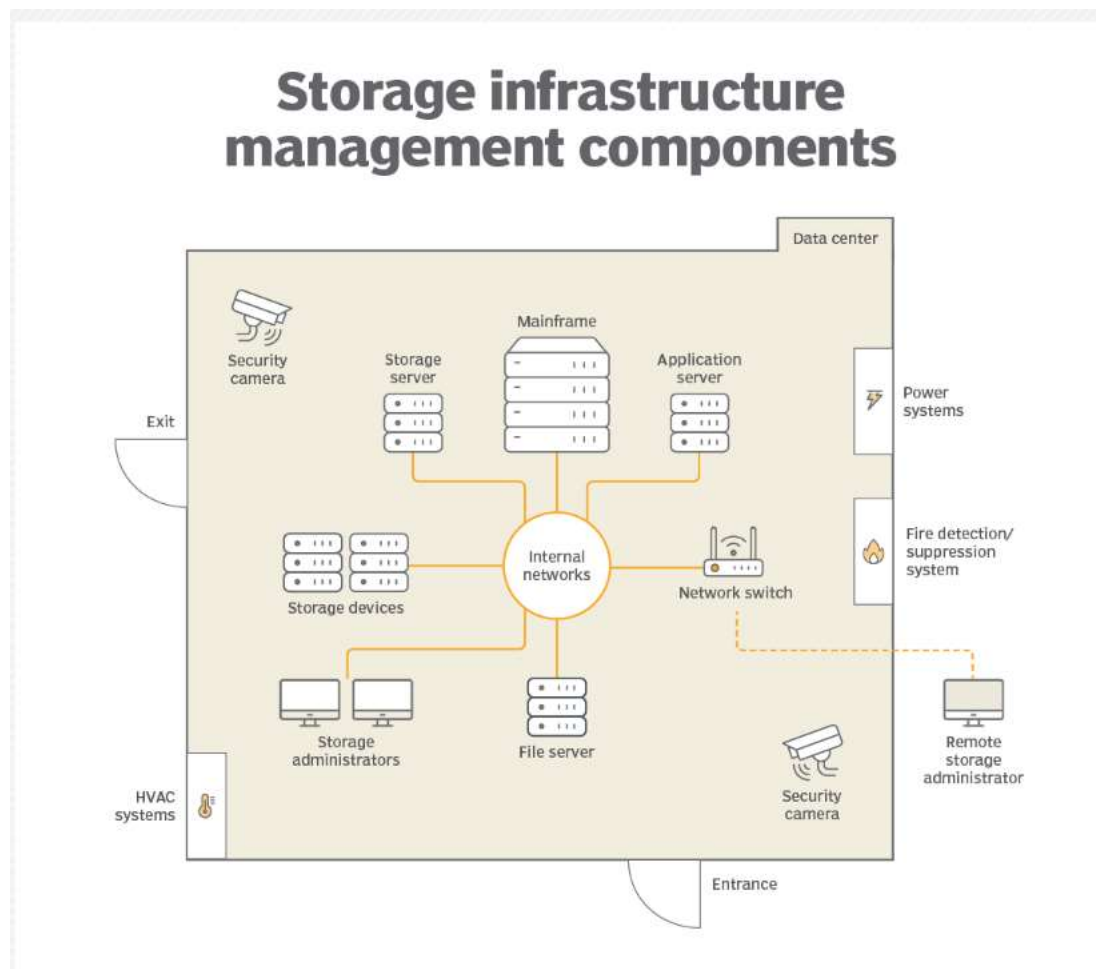 Storage infrastructure
management components
Data center
Security
camera
Storage
server
Mainframe
Application
server
Power
systems
Exit
Internal
networks
Fire detection/
suppression
system
Storage devices
Network switch
Storage
administrators
File server
Remote
storage
administrator
HVAC
systems
Security
camera
Entrance